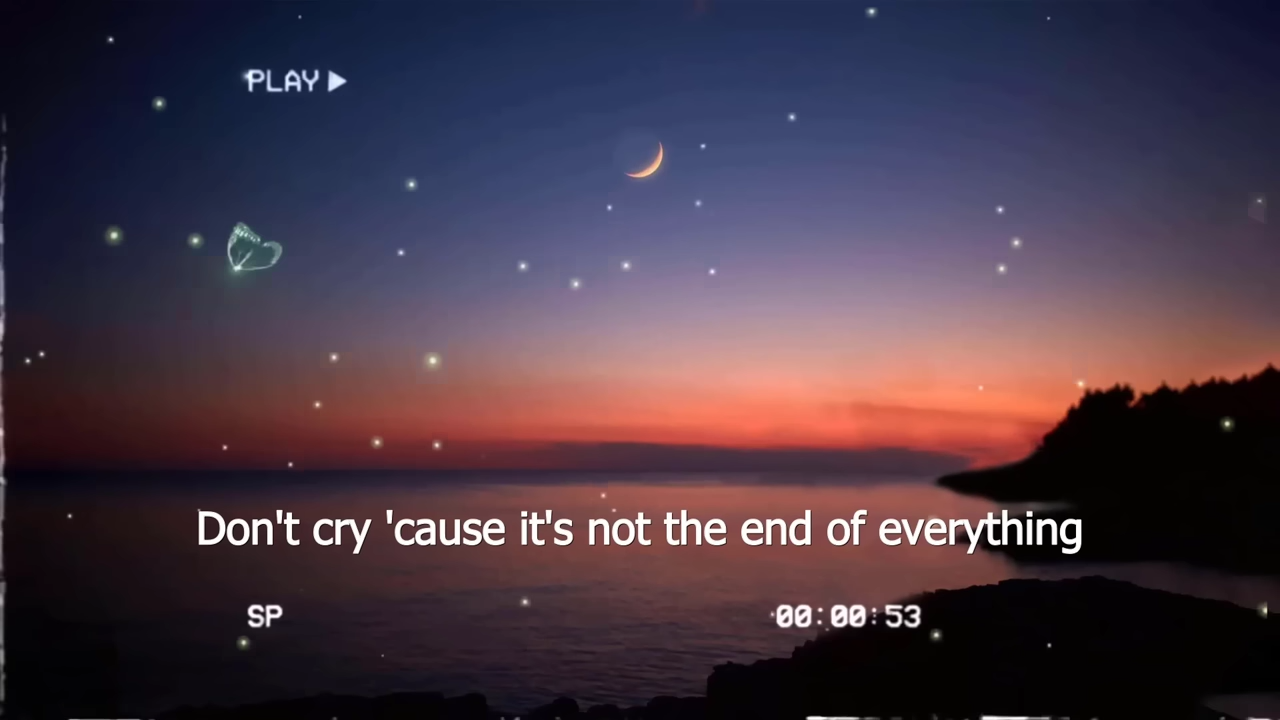 PLAY ▶
Don't cry 'cause it's not the end of everything
SP
00:00:53